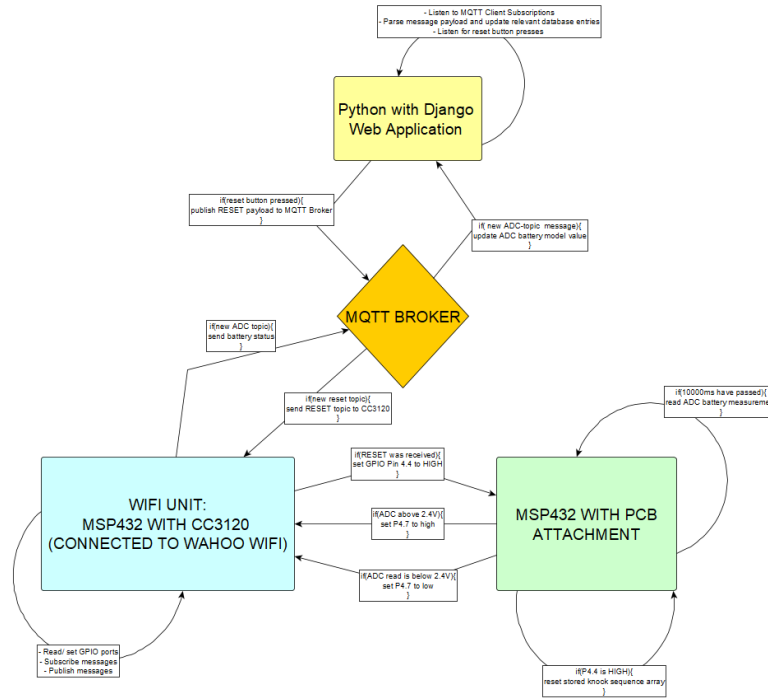 - Listen to MQTT Client Subscriptions
- Parse message payload and update relevant database entries
- Listen for reset button presses
Python with Django
Web Application
if(reset button pressed){
publish RESET payload to MQTT Broker
}
if( new ADC-topic message){
update ADC battery model value
}
MQTT BROKER
if(new ADC topic){
send battery status
}
if(new reset topic){
send RESET topic to CC3120
}
if(10000ms have passed){
read ADC battery measureme
}
if(RESET was received){
set GPIO Pin 4.4 to HIGH
}
WIFI UNIT:
MSP432 WITH CC3120
(CONNECTED TO WAHOO WIFI)
if(ADC above 2.4V){
set P4.7 to high
}
MSP432 WITH PCB
ATTACHMENT
if(ADC read is below 2.4V){
set P4.7 to low
}
- Read/ set GPIO ports
- Subscribe messages
- Publish messages
if(P4.4 is HIGH){
reset stored knock sequence array
}